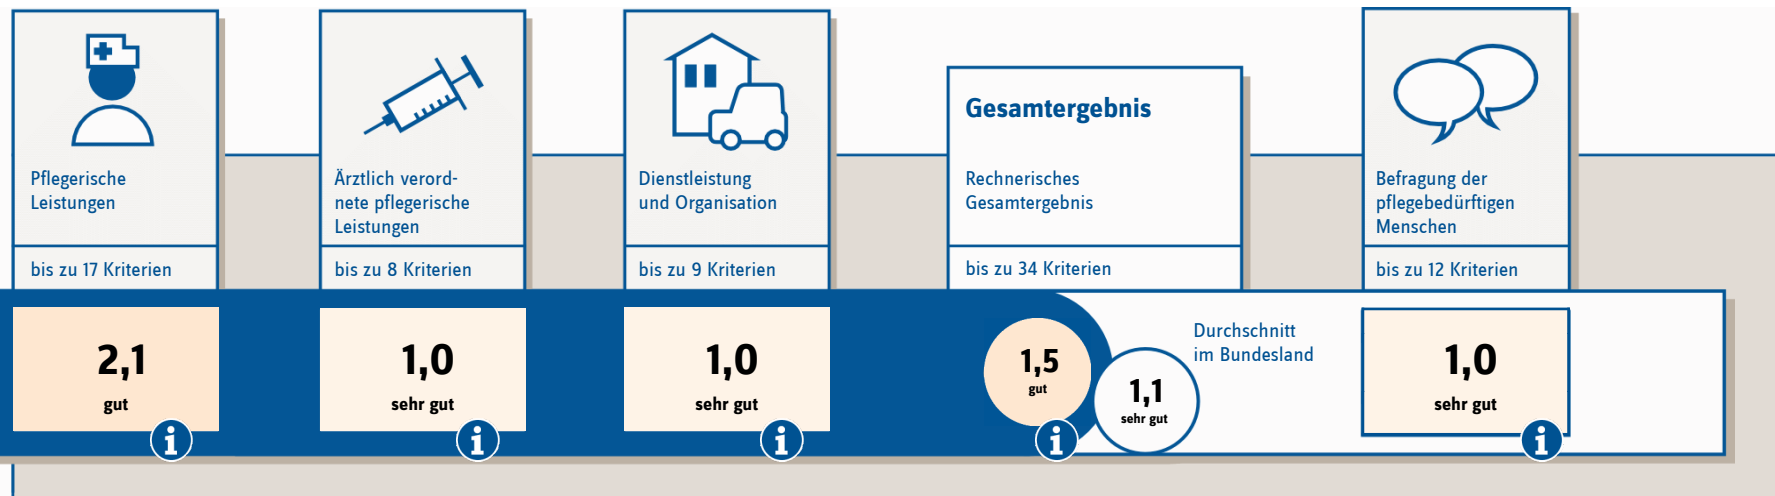 Pflegerische
Leistungen
bis zu 17 Kriterien
2,1
gut
i
Ärztlich verord-
nete pflegerische
Leistungen
bis zu 8 Kriterien
1,0
sehr gut
i
Dienstleistung
und Organisation
bis zu 9 Kriterien
1,0
sehr gut
i
Gesamtergebnis
Rechnerisches
Gesamtergebnis
bis zu 34 Kriterien
1,5
gut
i
1,1
sehr gut
Durchschnitt
im Bundesland
Befragung der
pflegebedürftigen
Menschen
bis zu 12 Kriterien
1,0
sehr gut
i